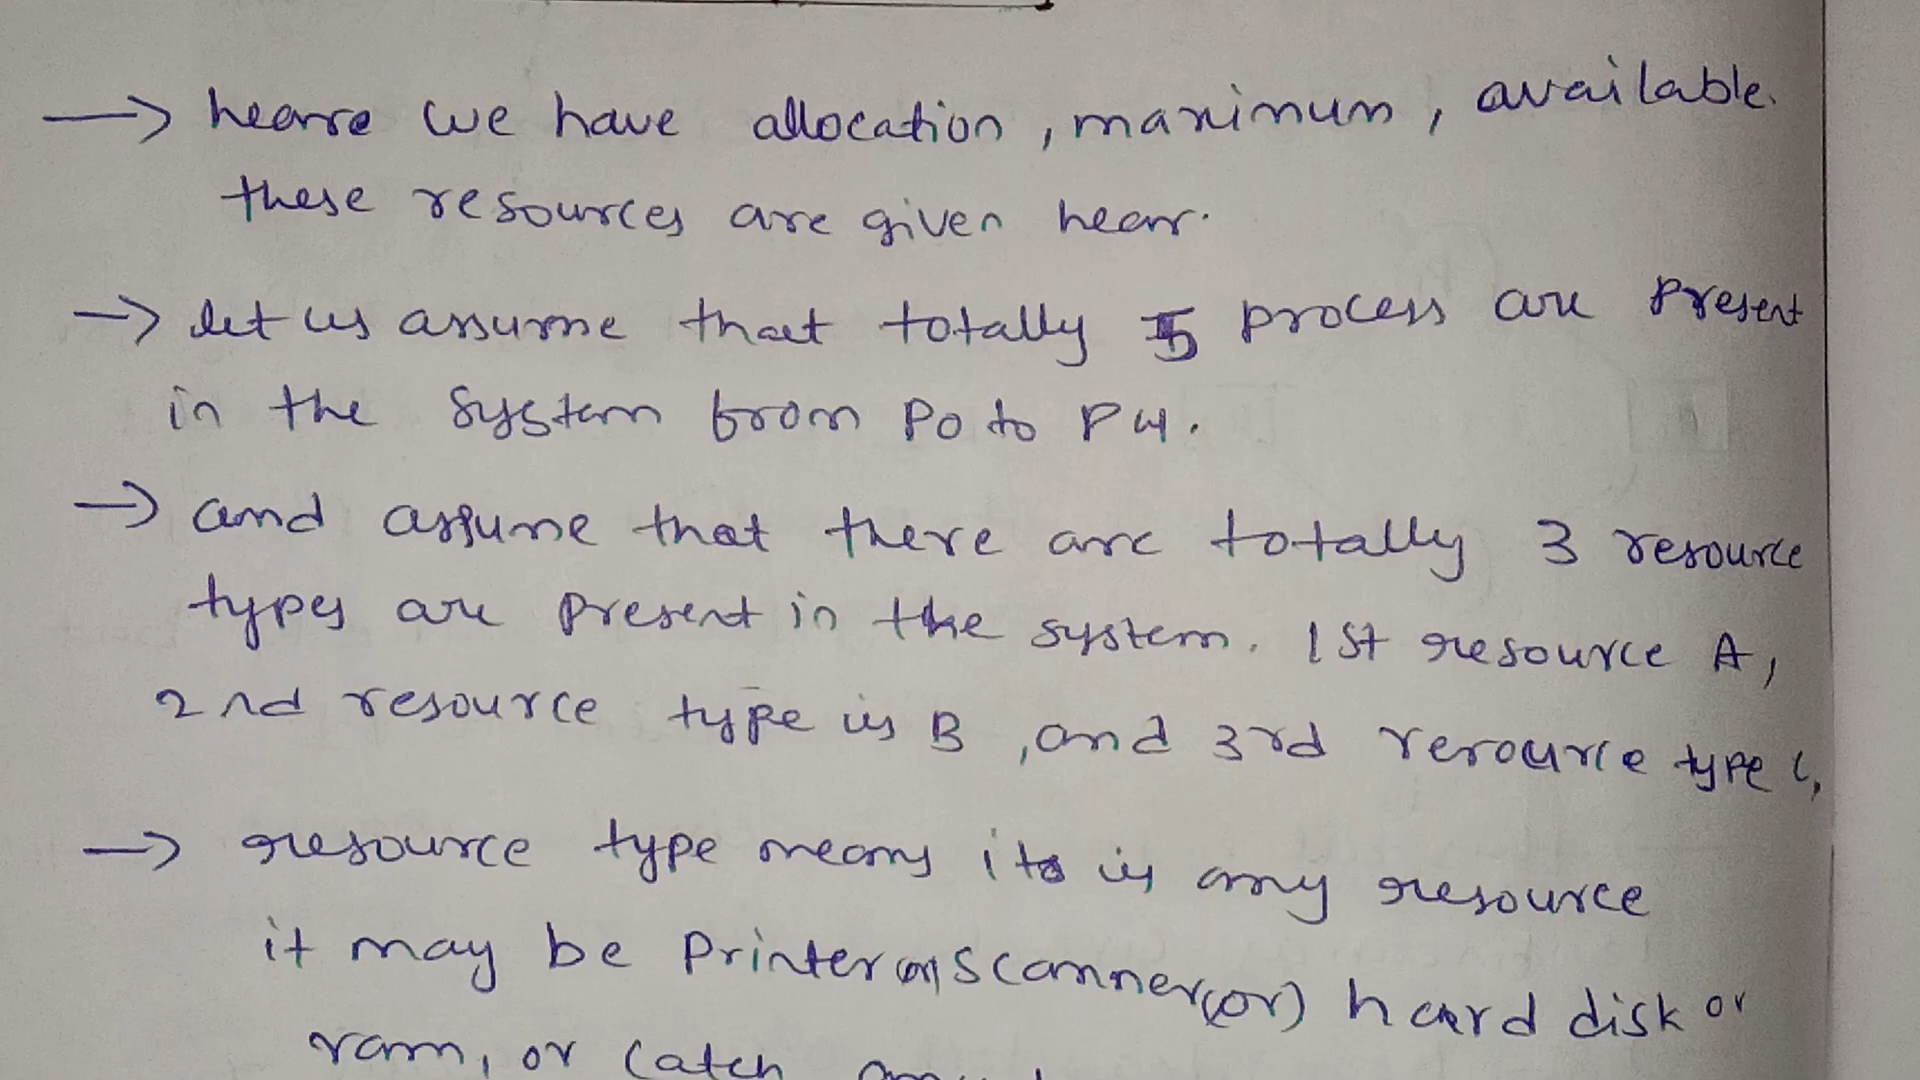 → heare we have allocation, maximum, available.
these resources are given hear.
→ let us assume that totally 5 process are present
in the system from P0 to P4.
→ and assume that there are totally 3 resource
types are present in the system. 1st resource A,
2nd resource type is B, and 3rd resource type C,
→ resource type means its is any resource
it may be printer (or) scanner (or) hard disk or
ram, or catch